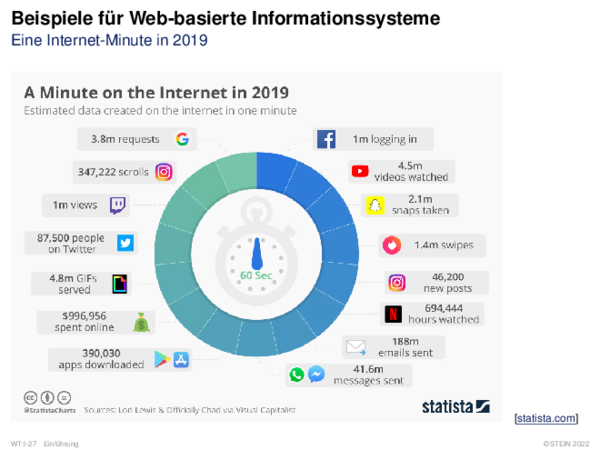 Beispiele für Web-basierte Informationssysteme
Eine Internet-Minute in 2019
A Minute on the Internet in 2019
Estimated data created on the internet in one minute
3.8m requests
1m logging in
347,222 scrolls
4.5m
videos watched
1m views
2.1m
snaps taken
87,500 people
on Twitter
1.4m swipes
4.8m GIFs
served
46,200
new posts
$996,956
spent online
694,444
hours watched
390,030
apps downloaded
188m
emails sent
41.6m
messages sent
60 Sec
@StatistaCharts Sources: Lori Lewis & Officially Chad via Visual Capitalist
statista
[statista.com]
WT:I-27 Einführung
©STEIN 2022